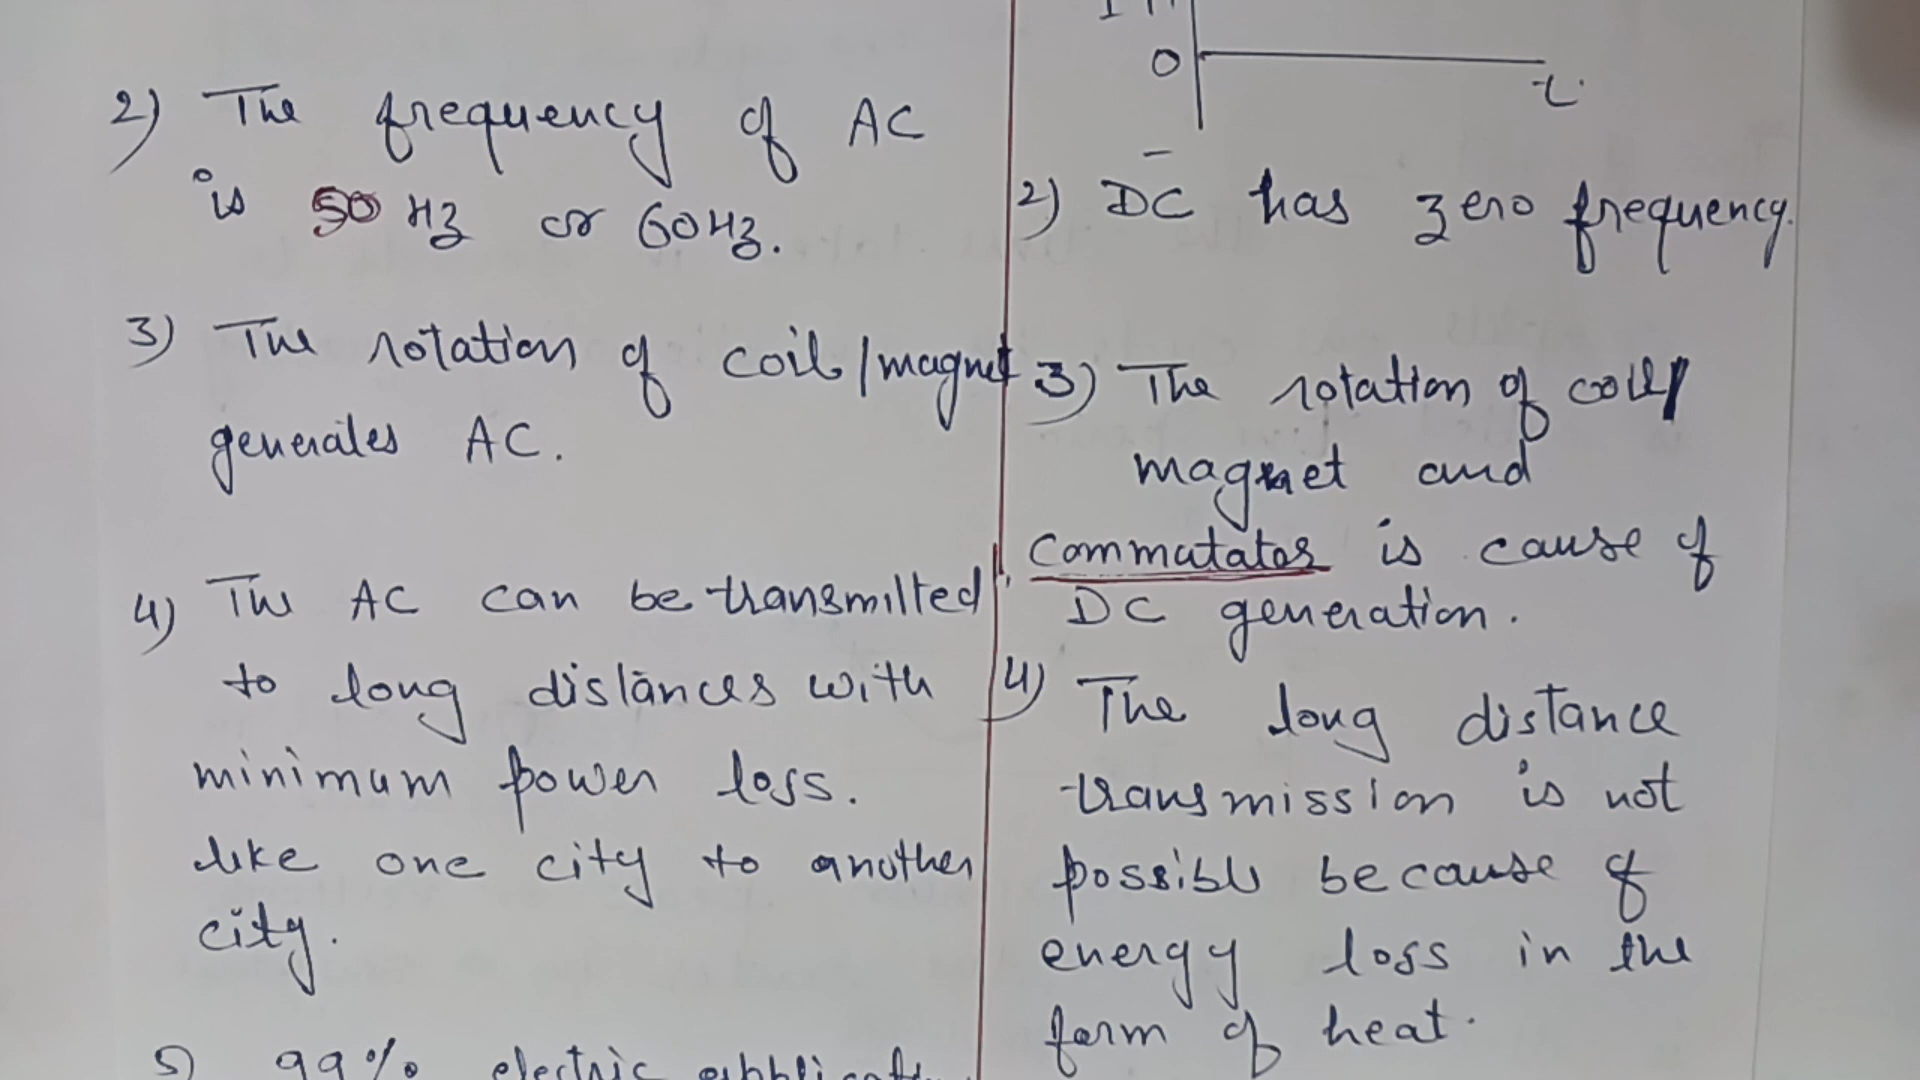 2) The frequency of AC
is 50 Hz or 60Hz.
3) The rotation of coil/magnet
generates AC.
4) The AC can be transmitted
to long distances with
minimum power loss.
like one city to another
city.
5) 99% electric
0
t
-
2) DC has zero frequency.
3) The rotation of coil/
magnet and
Commutator is cause of
DC generation.
4) The long distance
transmission is not
possible because of
energy loss in the
form of heat.